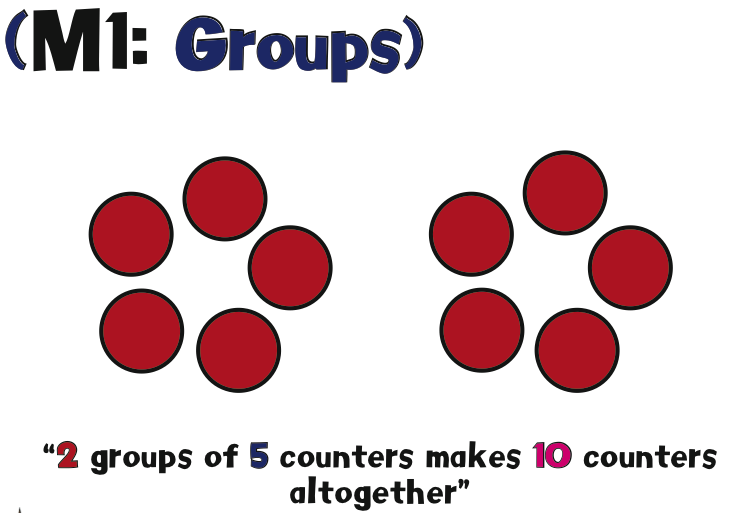 (M1: Groups)
“2 groups of 5 counters makes 10 counters
altogether”